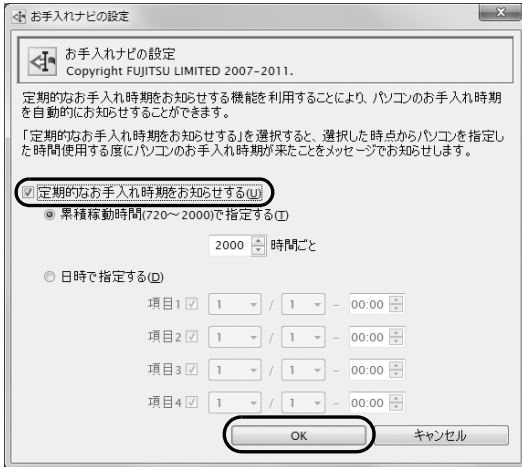 お手入れナビの設定
お手入れナビの設定
Copyright FUJITSU LIMITED 2007-2011.
定期的なお手入れ時期をお知らせする機能を利用することにより、パソコンのお手入れ時期
を自動的にお知らせすることができます。
「定期的なお手入れ時期をお知らせする」を選択すると、選択した時点からパソコンを指定し
た時間使用する度にパソコンのお手入れ時期が来たことをメッセージでお知らせします。
定期的なお手入れ時期をお知らせする(U)
累積稼動時間(720～2000)で指定する(T)
2000 時間ごと
日時で指定する(D)
項目1 1 / 1 - 00:00
項目2 1 / 1 - 00:00
項目3 1 / 1 - 00:00
項目4 1 / 1 - 00:00
OK キャンセル